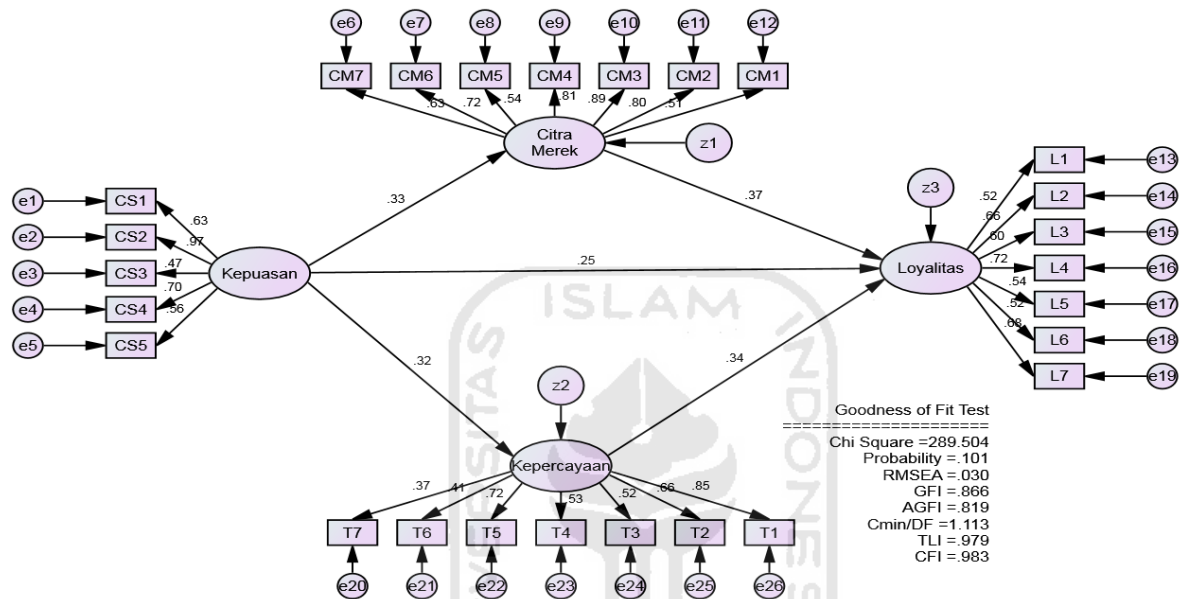 e6 e7 e8 e9 e10 e11 e12
CM7 CM6 CM5 CM4 CM3 CM2 CM1
.63 .72 .54 .81 .89 .80 .51
Citra
Merek
z1
.33
.37
e1 CS1
e2 CS2
e3 CS3
e4 CS4
e5 CS5
.63
.97
.47
.70
.56
Kepuasan
.25
z3
Loyalitas
.52
.66
.60
.72
.54
.52
.68
L1 e13
L2 e14
L3 e15
L4 e16
L5 e17
L6 e18
L7 e19
.32
.34
z2
Kepercayaan
.37 .41 .72 .53 .52 .66 .85
T7 T6 T5 T4 T3 T2 T1
e20 e21 e22 e23 e24 e25 e26
Goodness of Fit Test
=====================
Chi Square =289.504
Probability =.101
RMSEA =.030
GFI =.866
AGFI =.819
Cmin/DF =1.113
TLI =.979
CFI =.983
ISLAM
VERSITAS
INDONES